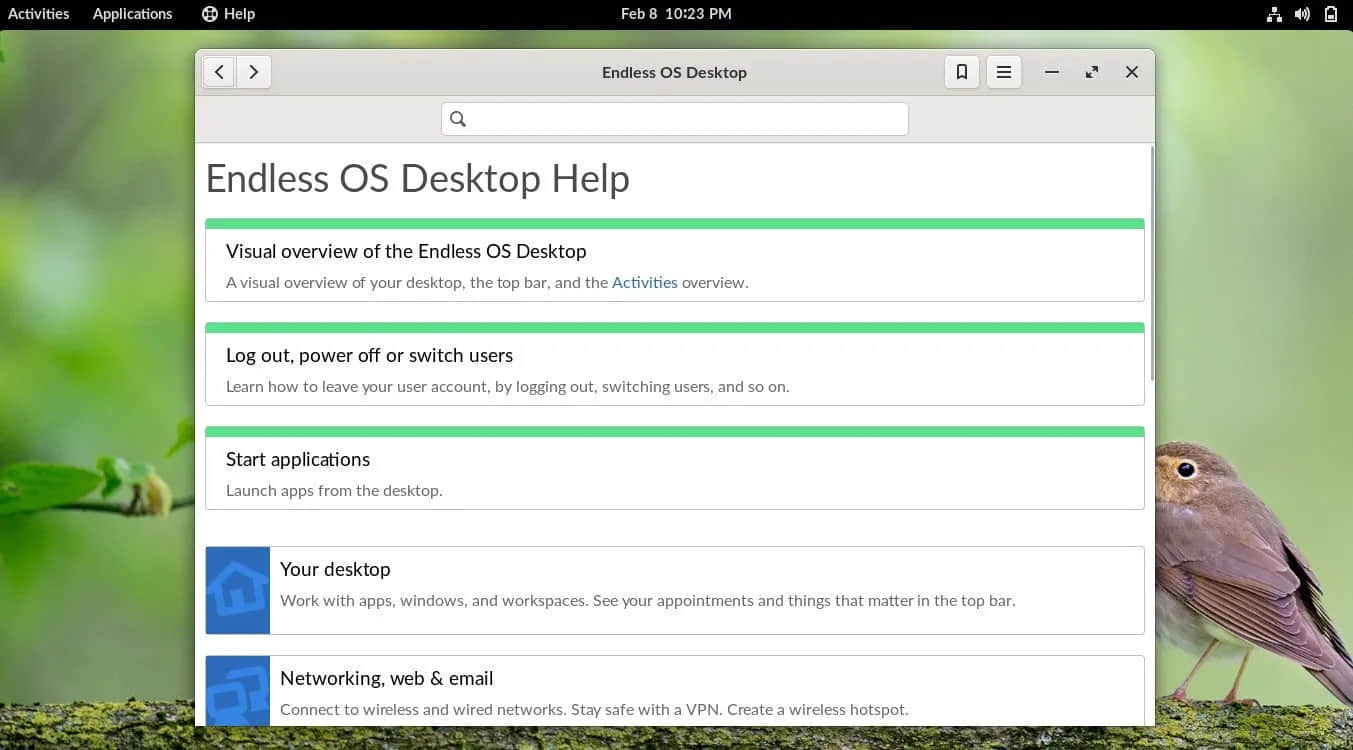 Activities Applications Help Feb 8 10:23 PM
Endless OS Desktop
Endless OS Desktop Help
Visual overview of the Endless OS Desktop
A visual overview of your desktop, the top bar, and the Activities overview.
Log out, power off or switch users
Learn how to leave your user account, by logging out, switching users, and so on.
Start applications
Launch apps from the desktop.
Your desktop
Work with apps, windows, and workspaces. See your appointments and things that matter in the top bar.
Networking, web & email
Connect to wireless and wired networks. Stay safe with a VPN. Create a wireless hotspot.